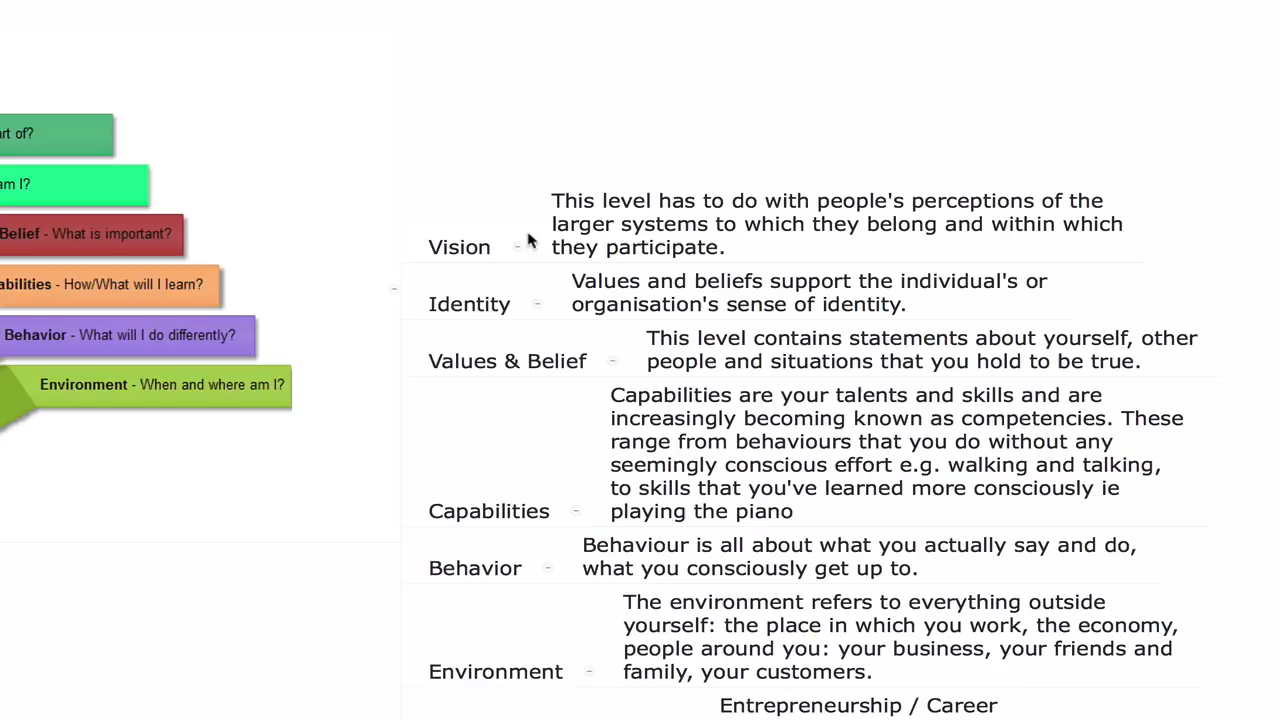 of?
am I?
Belief - What is important?
- How/What will I learn?
Behavior - What will I do differently?
Environment - When and where am I?
This level has to do with people's perceptions of the
larger systems to which they belong and within which
Vision they participate.
Values and beliefs support the individual's or
Identity organisation's sense of identity.
This level contains statements about yourself, other
Values & Belief people and situations that you hold to be true.
Capabilities are your talents and skills and are
increasingly becoming known as competencies. These
range from behaviours that you do without any
seemingly conscious effort e.g. walking and talking,
to skills that you've learned more consciously ie
Capabilities playing the piano
Behaviour is all about what you actually say and do,
Behavior what you consciously get up to.
The environment refers to everything outside
yourself: the place in which you work, the economy,
people around you: your business, your friends and
Environment family, your customers.
Entrepreneurship / Career